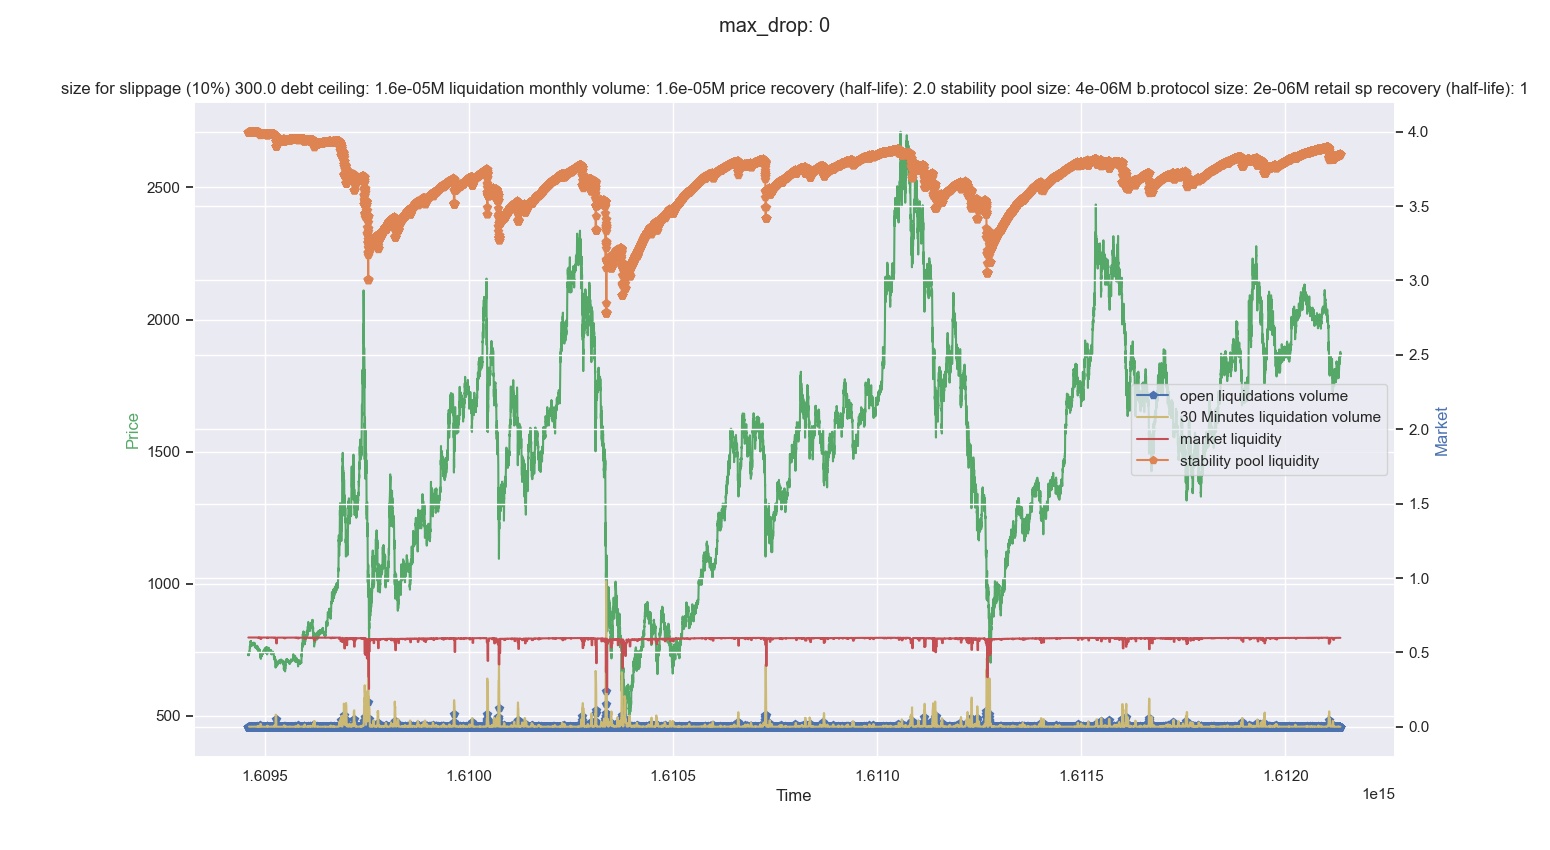 max_drop: 0
size for slippage (10%) 300.0 debt ceiling: 1.6e-05M liquidation monthly volume: 1.6e-05M price recovery (half-life): 2.0 stability pool size: 4e-06M b.protocol size: 2e-06M retail sp recovery (half-life): 1
4.0
2500
3.5
3.0
2000
2.5
open liquidations volume
30 Minutes liquidation volume
market liquidity
stability pool liquidity
Price
Market
2.0
1500
1.5
1000
1.0
0.5
500
0.0
1.6095
1.6100
1.6105
1.6110
1.6115
1.6120
Time
1e15